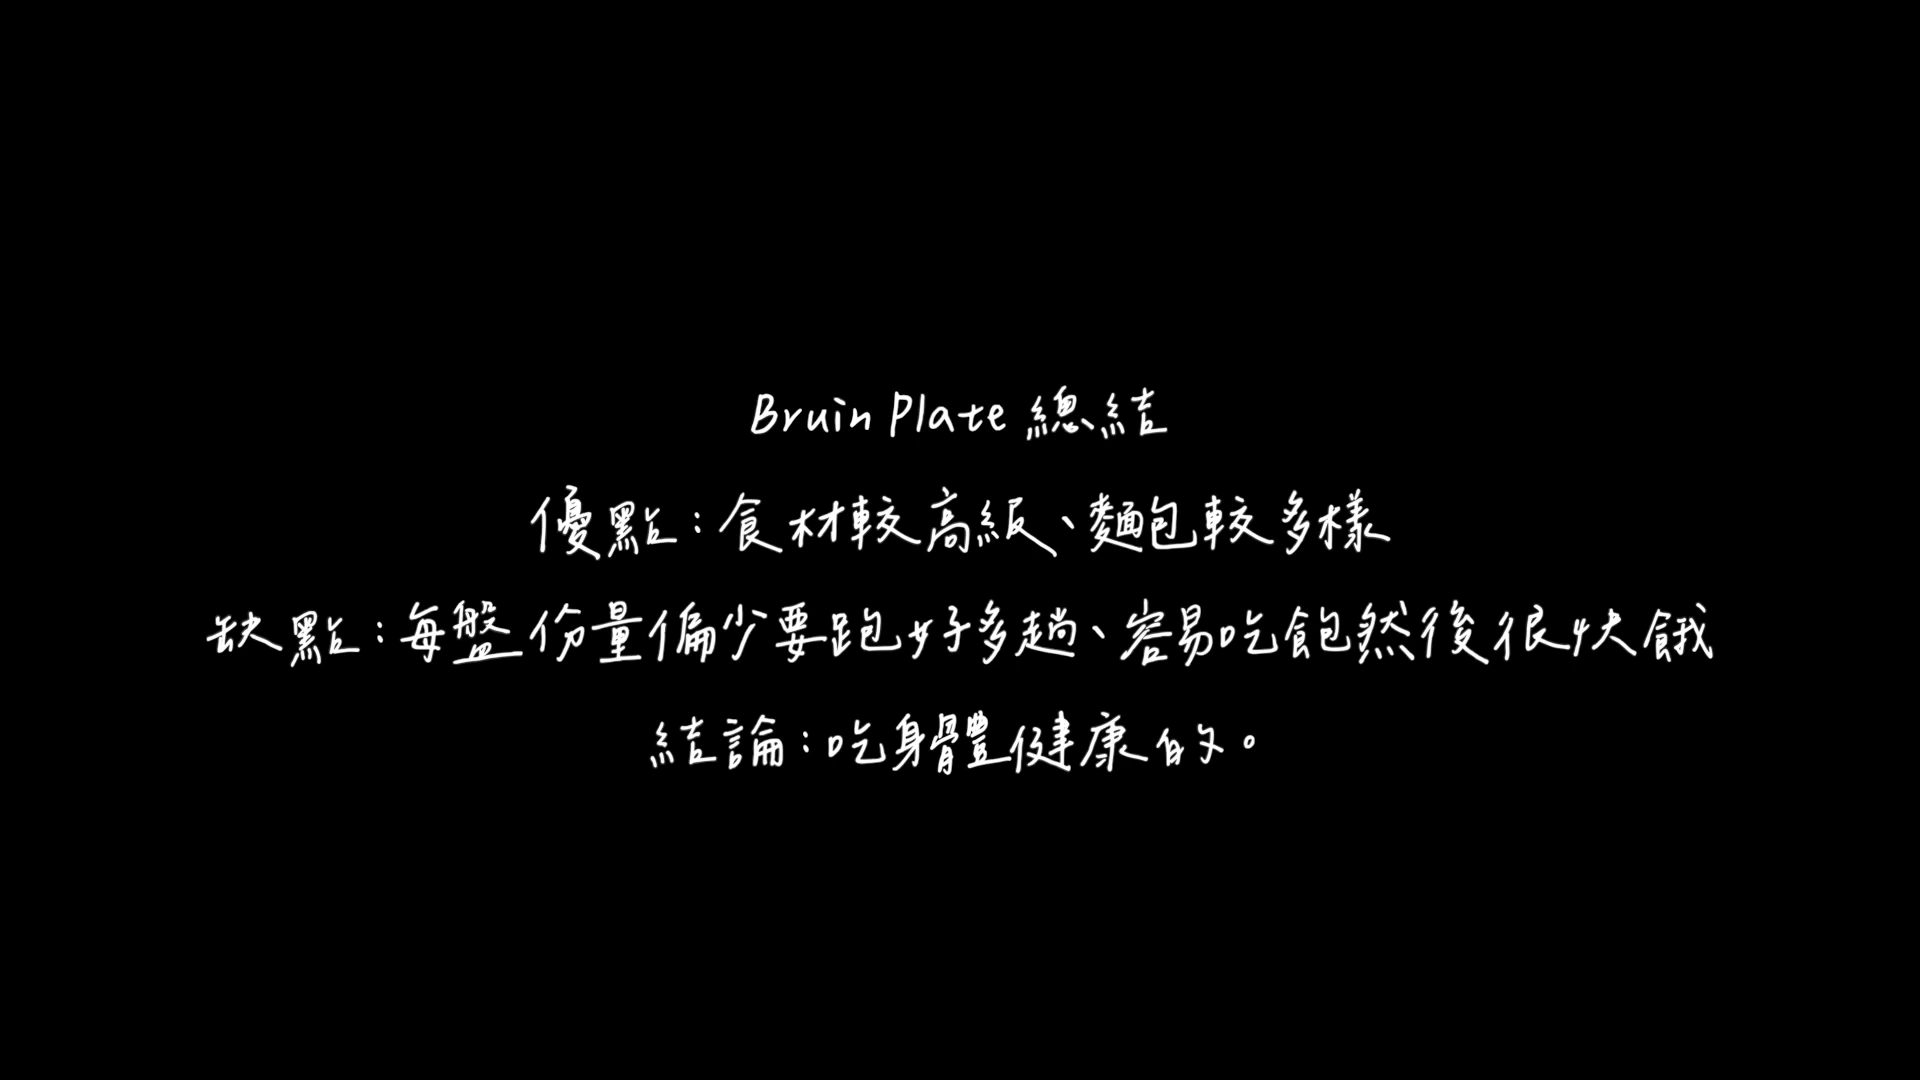 Bruin Plate 總結
優點：食材較高級、麵包較多樣
缺點：每盤份量偏少要跑好多趟、容易吃飽然後很快餓
結論：吃身體健康的。